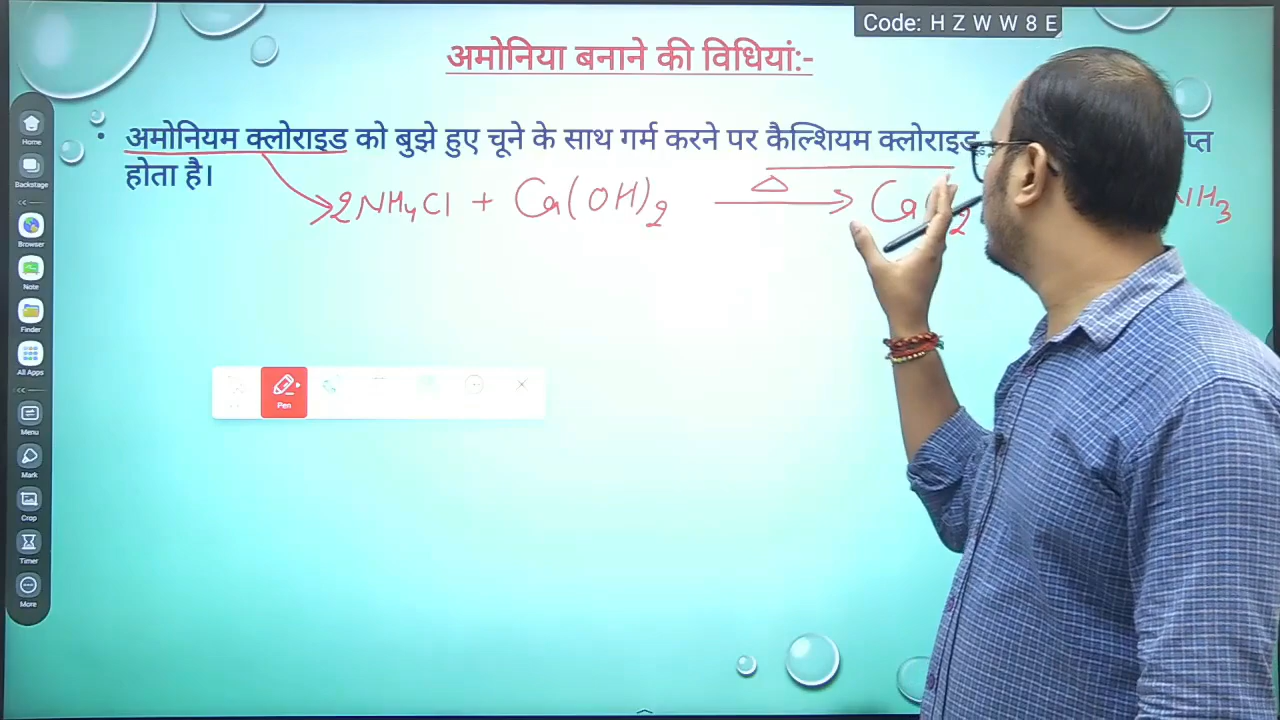 Code: H Z W W 8 E
अमोनिया बनाने की विधियां:-
• अमोनियम क्लोराइड को बुझे हुए चूने के साथ गर्म करने पर कैल्शियम क्लोराइड
होता है।
2NH4Cl + Ca(OH)2 △→ Ca
NH3
Home
Backstage
Browser
Note
Finder
All Apps
Menu
Mark
Crop
Timer
More
Pen